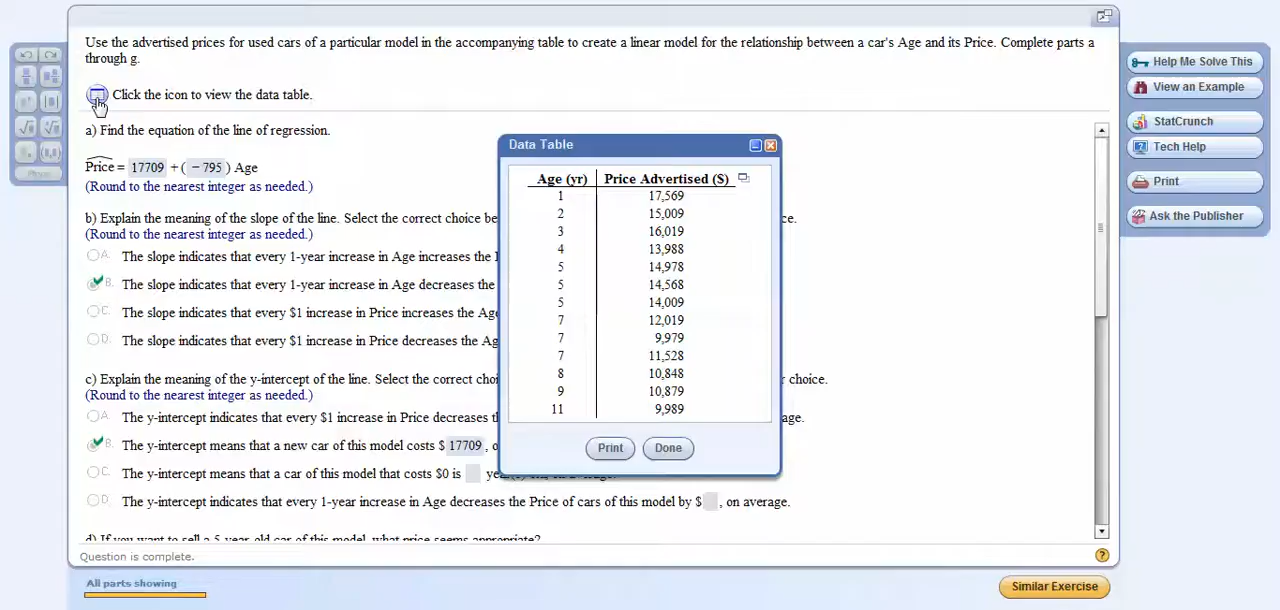 Use the advertised prices for used cars of a particular model in the accompanying table to create a linear model for the relationship between a car's Age and its Price. Complete parts a
through g.
Click the icon to view the data table.
a) Find the equation of the line of regression.
Price = 17709 + ( − 795 ) Age
(Round to the nearest integer as needed.)
b) Explain the meaning of the slope of the line. Select the correct choice be
ce.
(Round to the nearest integer as needed.)
A. The slope indicates that every 1-year increase in Age increases the
B. The slope indicates that every 1-year increase in Age decreases the
C. The slope indicates that every $1 increase in Price increases the Age
D. The slope indicates that every $1 increase in Price decreases the Ag
c) Explain the meaning of the y-intercept of the line. Select the correct choi
r choice.
(Round to the nearest integer as needed.)
A. The y-intercept indicates that every $1 increase in Price decreases t
age.
B. The y-intercept means that a new car of this model costs $ 17709 , o
C. The y-intercept means that a car of this model that costs $0 is
D. The y-intercept indicates that every 1-year increase in Age decreases the Price of cars of this model by $ , on average.
d) If you want to sell a 5-year-old car of this model, what price seems appropriate?
Question is complete.
All parts showing
Similar Exercise
Data Table
Age (yr) Price Advertised ($)
1 17,569
2 15,009
3 16,019
4 13,988
5 14,978
5 14,568
5 14,009
7 12,019
7 9,979
7 11,528
8 10,848
9 10,879
11 9,989
Print Done
Help Me Solve This
View an Example
StatCrunch
Tech Help
Print
Ask the Publisher